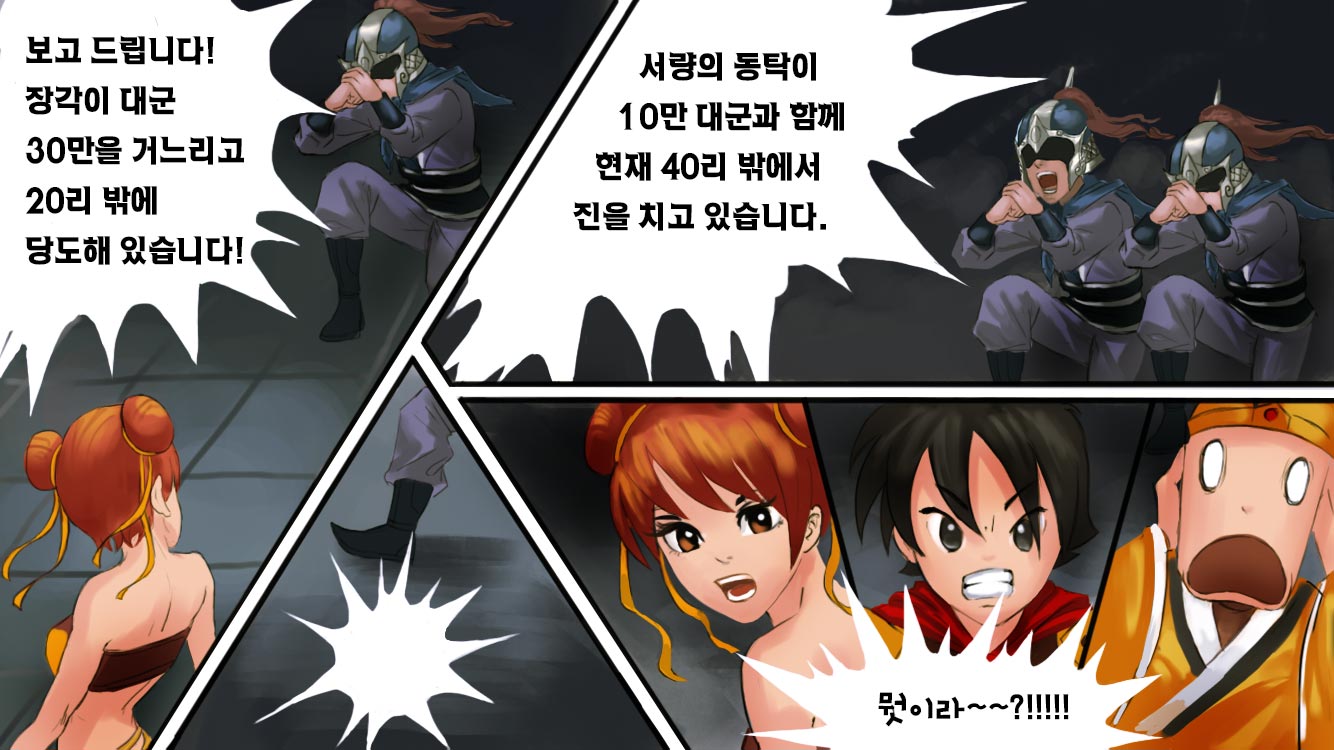 보고 드립니다!
장각이 대군
30만을 거느리고
20리 밖에
당도해 있습니다!
서량의 동탁이
10만 대군과 함께
현재 40리 밖에서
진을 치고 있습니다.
뭣이라~~?!!!!!